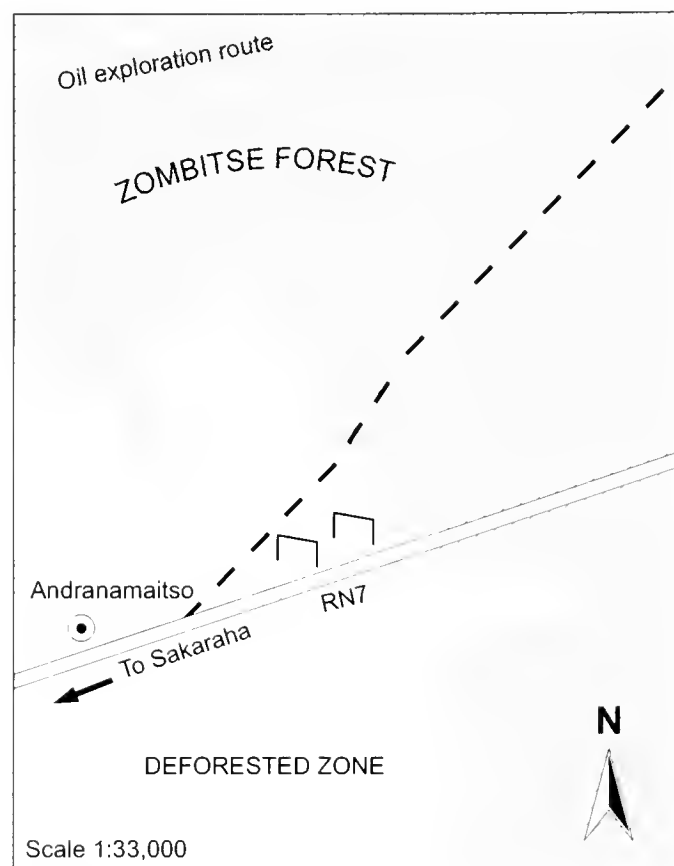 Oil exploration route
ZOMBITSE FOREST
Andranamaitso
RN7
To Sakaraha
N
DEFORESTED ZONE
Scale 1:33,000